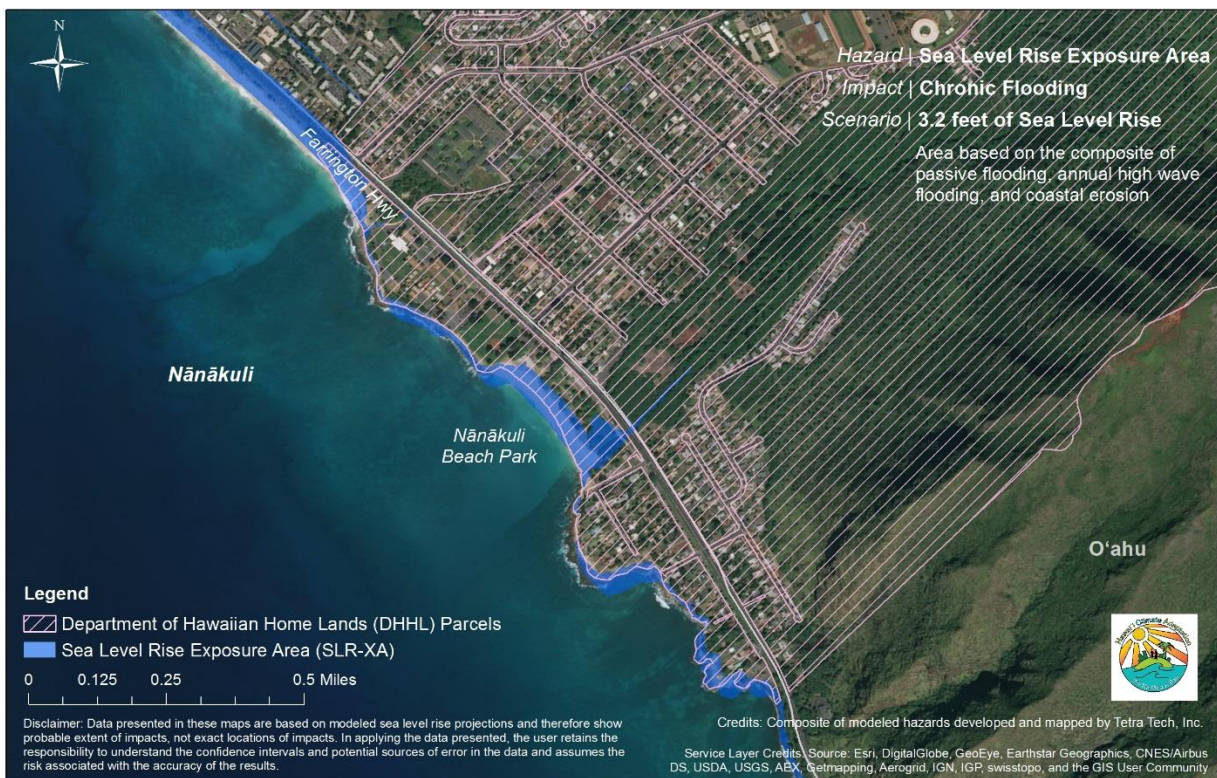 N
Hazard | Sea Level Rise Exposure Area
Impact | Chronic Flooding
Scenario | 3.2 feet of Sea Level Rise
Area based on the composite of
passive flooding, annual high wave
flooding, and coastal erosion
Farrington Hwy
Nānākuli
Nānākuli
Beach Park
Oʻahu
Legend
Department of Hawaiian Home Lands (DHHL) Parcels
Sea Level Rise Exposure Area (SLR-XA)
0 0.125 0.25 0.5 Miles
Disclaimer: Data presented in these maps are based on modeled sea level rise projections and therefore show
probable extent of impacts, not exact locations of impacts. In applying the data presented, the user retains the
responsibility to understand the confidence intervals and potential sources of error in the data and assumes the
risk associated with the accuracy of the results.
Hawaiʻi Climate Adaptation
Credits: Composite of modeled hazards developed and mapped by Tetra Tech, Inc.
Service Layer Credits: Source: Esri, DigitalGlobe, GeoEye, Earthstar Geographics, CNES/Airbus
DS, USDA, USGS, AEX, Getmapping, Aerogrid, IGN, IGP, swisstopo, and the GIS User Community